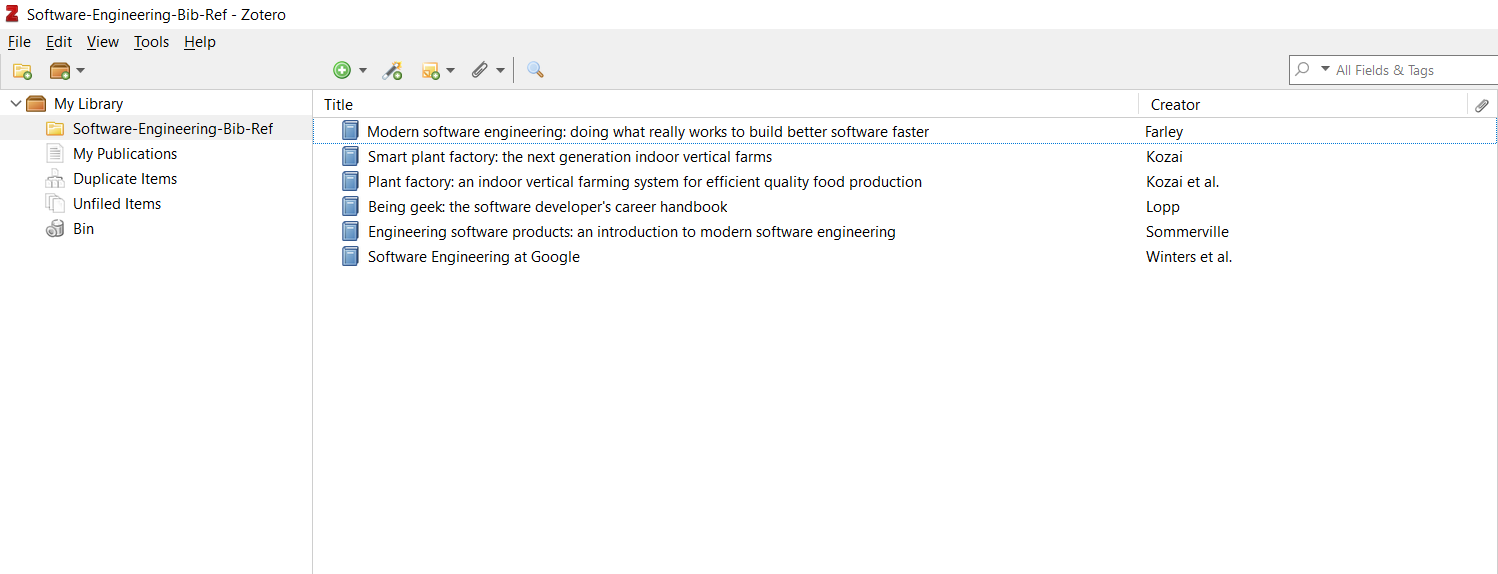 Software-Engineering-Bib-Ref - Zotero
File Edit View Tools Help
All Fields & Tags
My Library
Software-Engineering-Bib-Ref
My Publications
Duplicate Items
Unfiled Items
Bin
Title Creator
Modern software engineering: doing what really works to build better software faster Farley
Smart plant factory: the next generation indoor vertical farms Kozai
Plant factory: an indoor vertical farming system for efficient quality food production Kozai et al.
Being geek: the software developer's career handbook Lopp
Engineering software products: an introduction to modern software engineering Sommerville
Software Engineering at Google Winters et al.